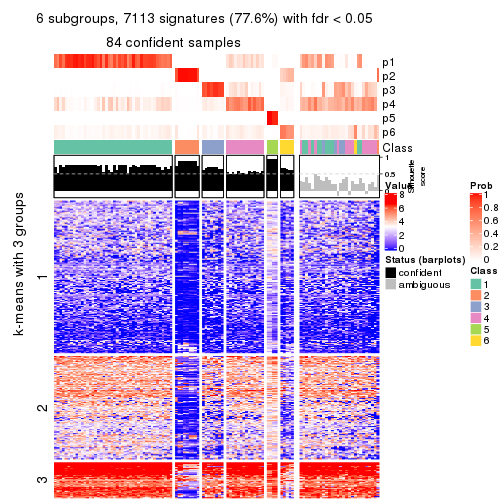 6 subgroups, 7113 signatures (77.6%) with fdr < 0.05
84 confident samples
p1
p2
p3
p4
p5
p6
Class
1
0.5
0
Silhouette
score
k-means with 3 groups
1
2
3
Value
8
6
4
2
0
Status (barplots)
confident
ambiguous
Prob
1
0.8
0.6
0.4
0.2
0
Class
1
2
3
4
5
6